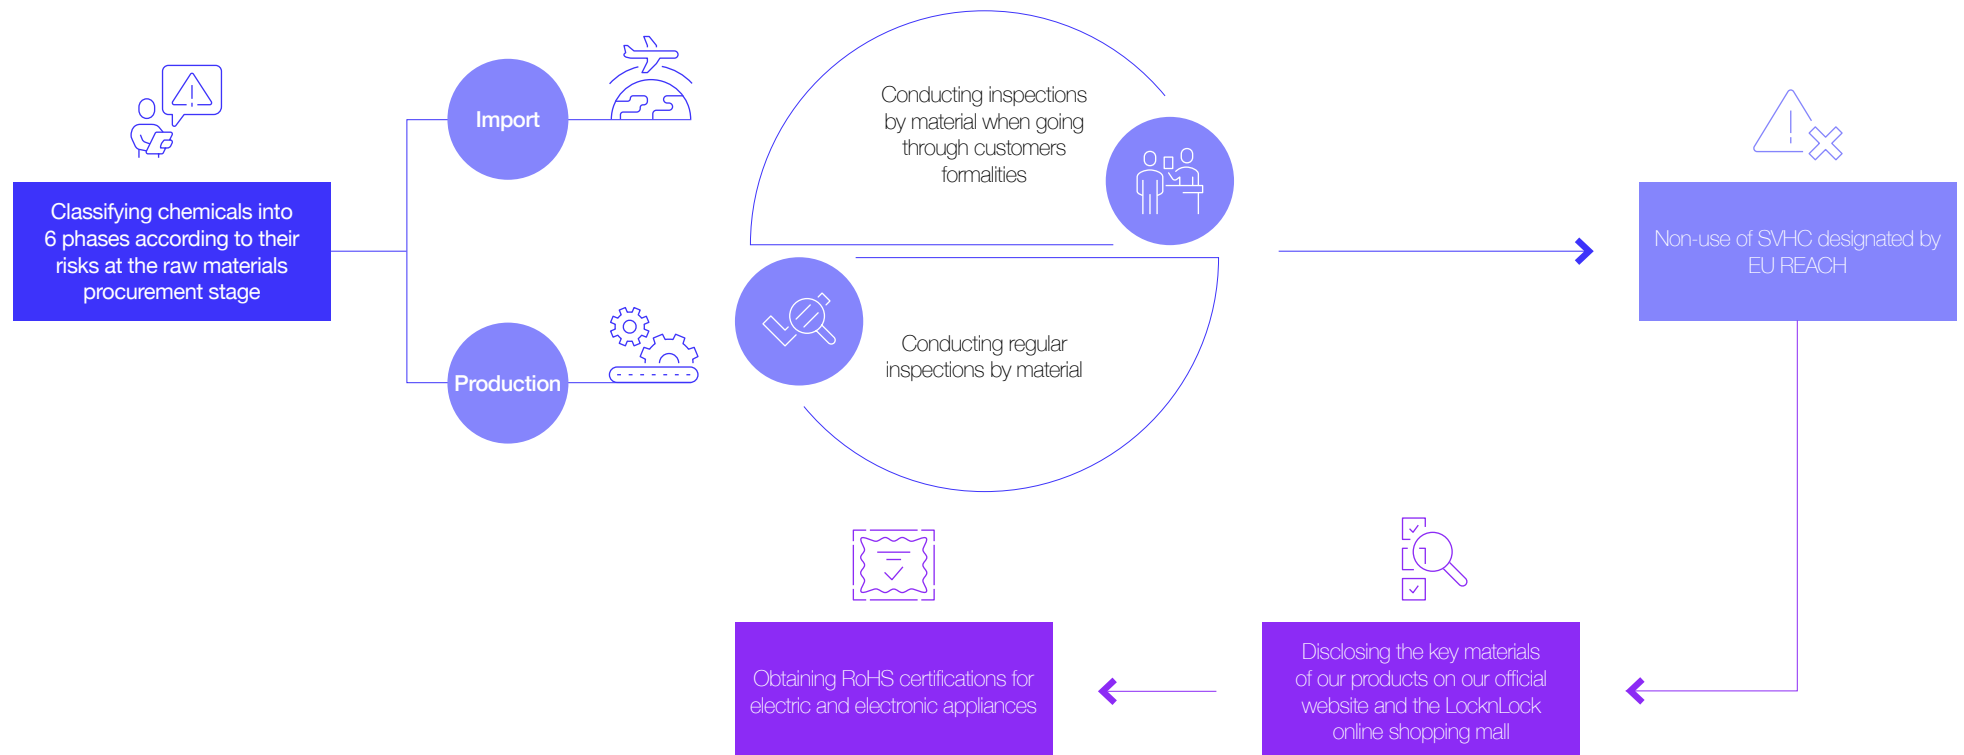 Classifying chemicals into
6 phases according to their
risks at the raw materials
procurement stage
Import
Production
Conducting inspections
by material when going
through customers
formalities
Conducting regular
inspections by material
Non-use of SVHC designated by
EU REACH
Disclosing the key materials
of our products on our official
website and the LocknLock
online shopping mall
Obtaining RoHS certifications for
electric and electronic appliances